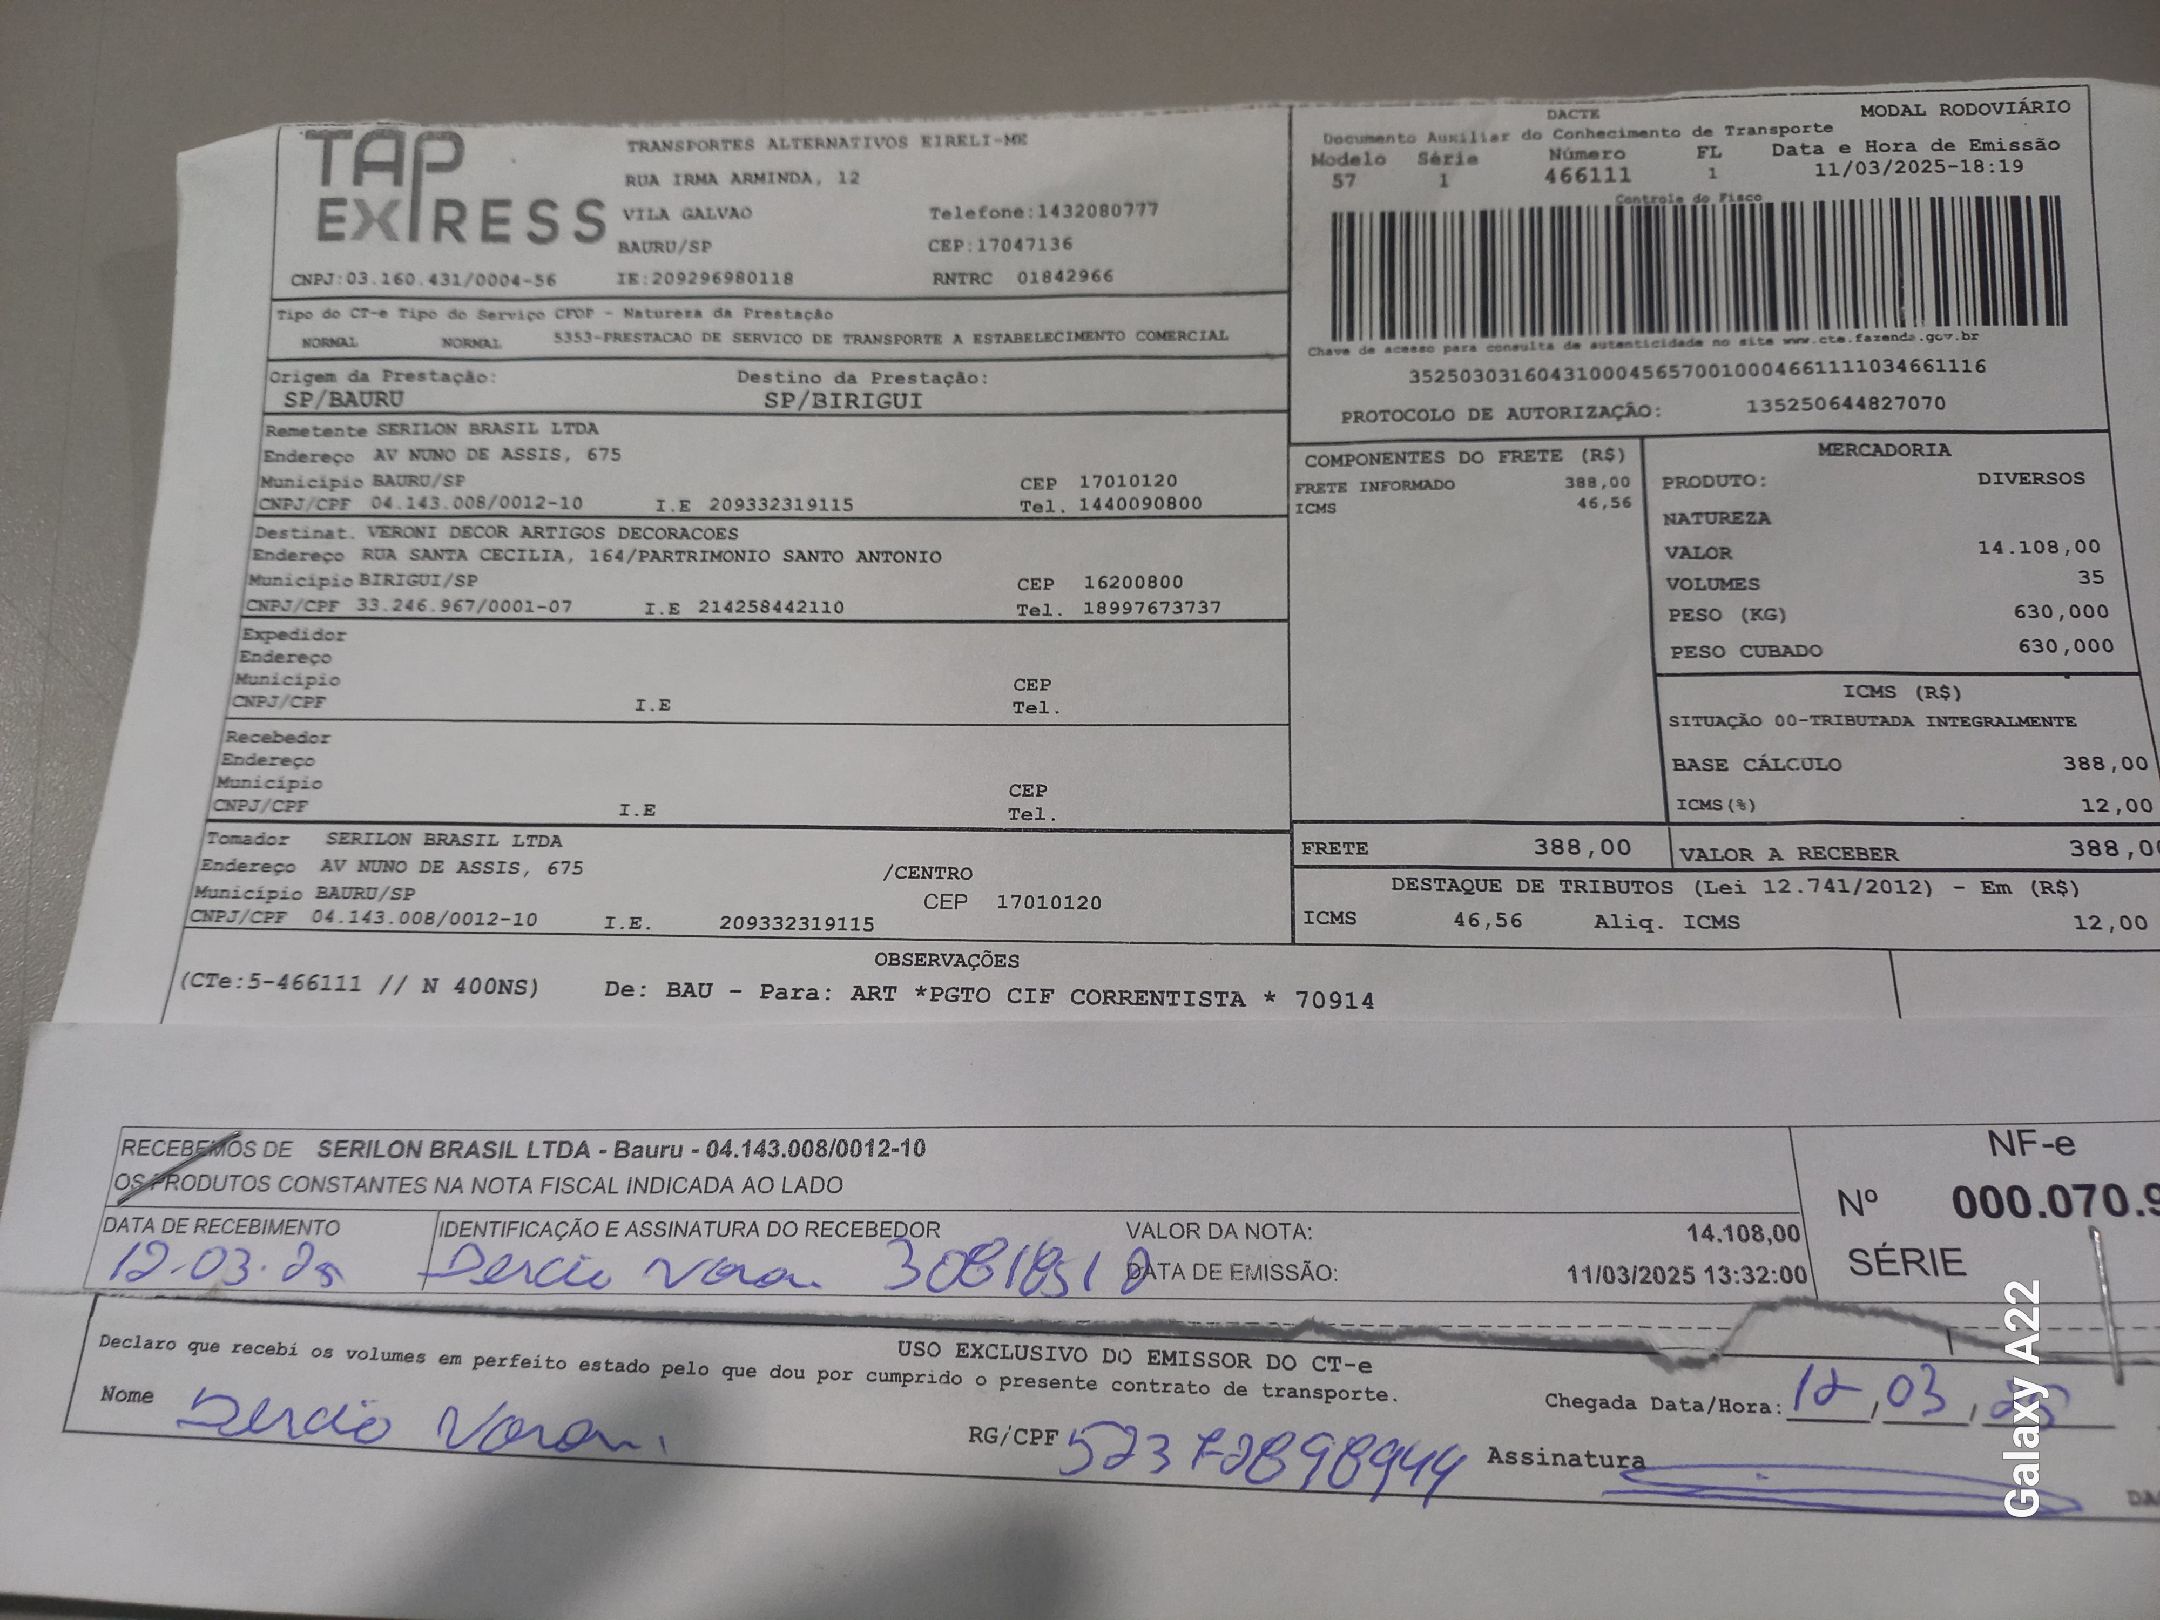 TAP EXPRESS
TRANSPORTES ALTERNATIVOS EIRELI-ME
RUA IRMA ARMINDA, 12
VILA GALVAO Telefone:1432080777
BAURU/SP CEP:17047136
CNPJ:03.160.431/0004-56 IE:209296980118 RNTRC 01842966
DACTE MODAL RODOVIÁRIO
Documento Auxiliar do Conhecimento de Transporte
Modelo Série Número FL Data e Hora de Emissão
57 1 466111 1 11/03/2025-18:19
Controle do Fisco
Chave de acesso para consulta de autenticidade no site www.cte.fazenda.gov.br
35250303160431000456570010004661111034661116
PROTOCOLO DE AUTORIZAÇÃO: 135250644827070
Tipo do CT-e Tipo do Serviço CFOP - Natureza da Prestação
NORMAL NORMAL 5353-PRESTACAO DE SERVICO DE TRANSPORTE A ESTABELECIMENTO COMERCIAL
Origem da Prestação: Destino da Prestação:
SP/BAURU SP/BIRIGUI
Remetente SERILON BRASIL LTDA
Endereço AV NUNO DE ASSIS, 675
Município BAURU/SP CEP 17010120
CNPJ/CPF 04.143.008/0012-10 I.E 209332319115 Tel. 1440090800
Destinat. VERONI DECOR ARTIGOS DECORACOES
Endereço RUA SANTA CECILIA, 164/PARTRIMONIO SANTO ANTONIO
Município BIRIGUI/SP CEP 16200800
CNPJ/CPF 33.246.967/0001-07 I.E 214258442110 Tel. 18997673737
Expedidor
Endereço
Município CEP
CNPJ/CPF I.E Tel.
Recebedor
Endereço
Município CEP
CNPJ/CPF I.E Tel.
Tomador SERILON BRASIL LTDA
Endereço AV NUNO DE ASSIS, 675 /CENTRO
Município BAURU/SP CEP 17010120
CNPJ/CPF 04.143.008/0012-10 I.E. 209332319115
COMPONENTES DO FRETE (R$)
FRETE INFORMADO 388,00
ICMS 46,56
MERCADORIA
PRODUTO: DIVERSOS
NATUREZA
VALOR 14.108,00
VOLUMES 35
PESO (KG) 630,000
PESO CUBADO 630,000
ICMS (R$)
SITUAÇÃO 00-TRIBUTADA INTEGRALMENTE
BASE CÁLCULO 388,00
ICMS(%) 12,00
FRETE 388,00 VALOR A RECEBER 388,00
DESTAQUE DE TRIBUTOS (Lei 12.741/2012) - Em (R$)
ICMS 46,56 Aliq. ICMS 12,00
OBSERVAÇÕES
(CTe:5-466111 // N 400NS) De: BAU - Para: ART *PGTO CIF CORRENTISTA * 70914
RECEBEMOS DE SERILON BRASIL LTDA - Bauru - 04.143.008/0012-10
OS PRODUTOS CONSTANTES NA NOTA FISCAL INDICADA AO LADO
NF-e
Nº 000.070.9
SÉRIE
DATA DE RECEBIMENTO IDENTIFICAÇÃO E ASSINATURA DO RECEBEDOR VALOR DA NOTA: 14.108,00
12.03.25 Dercio 30818518 DATA DE EMISSÃO: 11/03/2025 13:32:00
USO EXCLUSIVO DO EMISSOR DO CT-e
Declaro que recebi os volumes em perfeito estado pelo que dou por cumprido o presente contrato de transporte.
Nome Dercio RG/CPF 52372898944 Assinatura
Chegada Data/Hora: 12,03,25
Galaxy A22